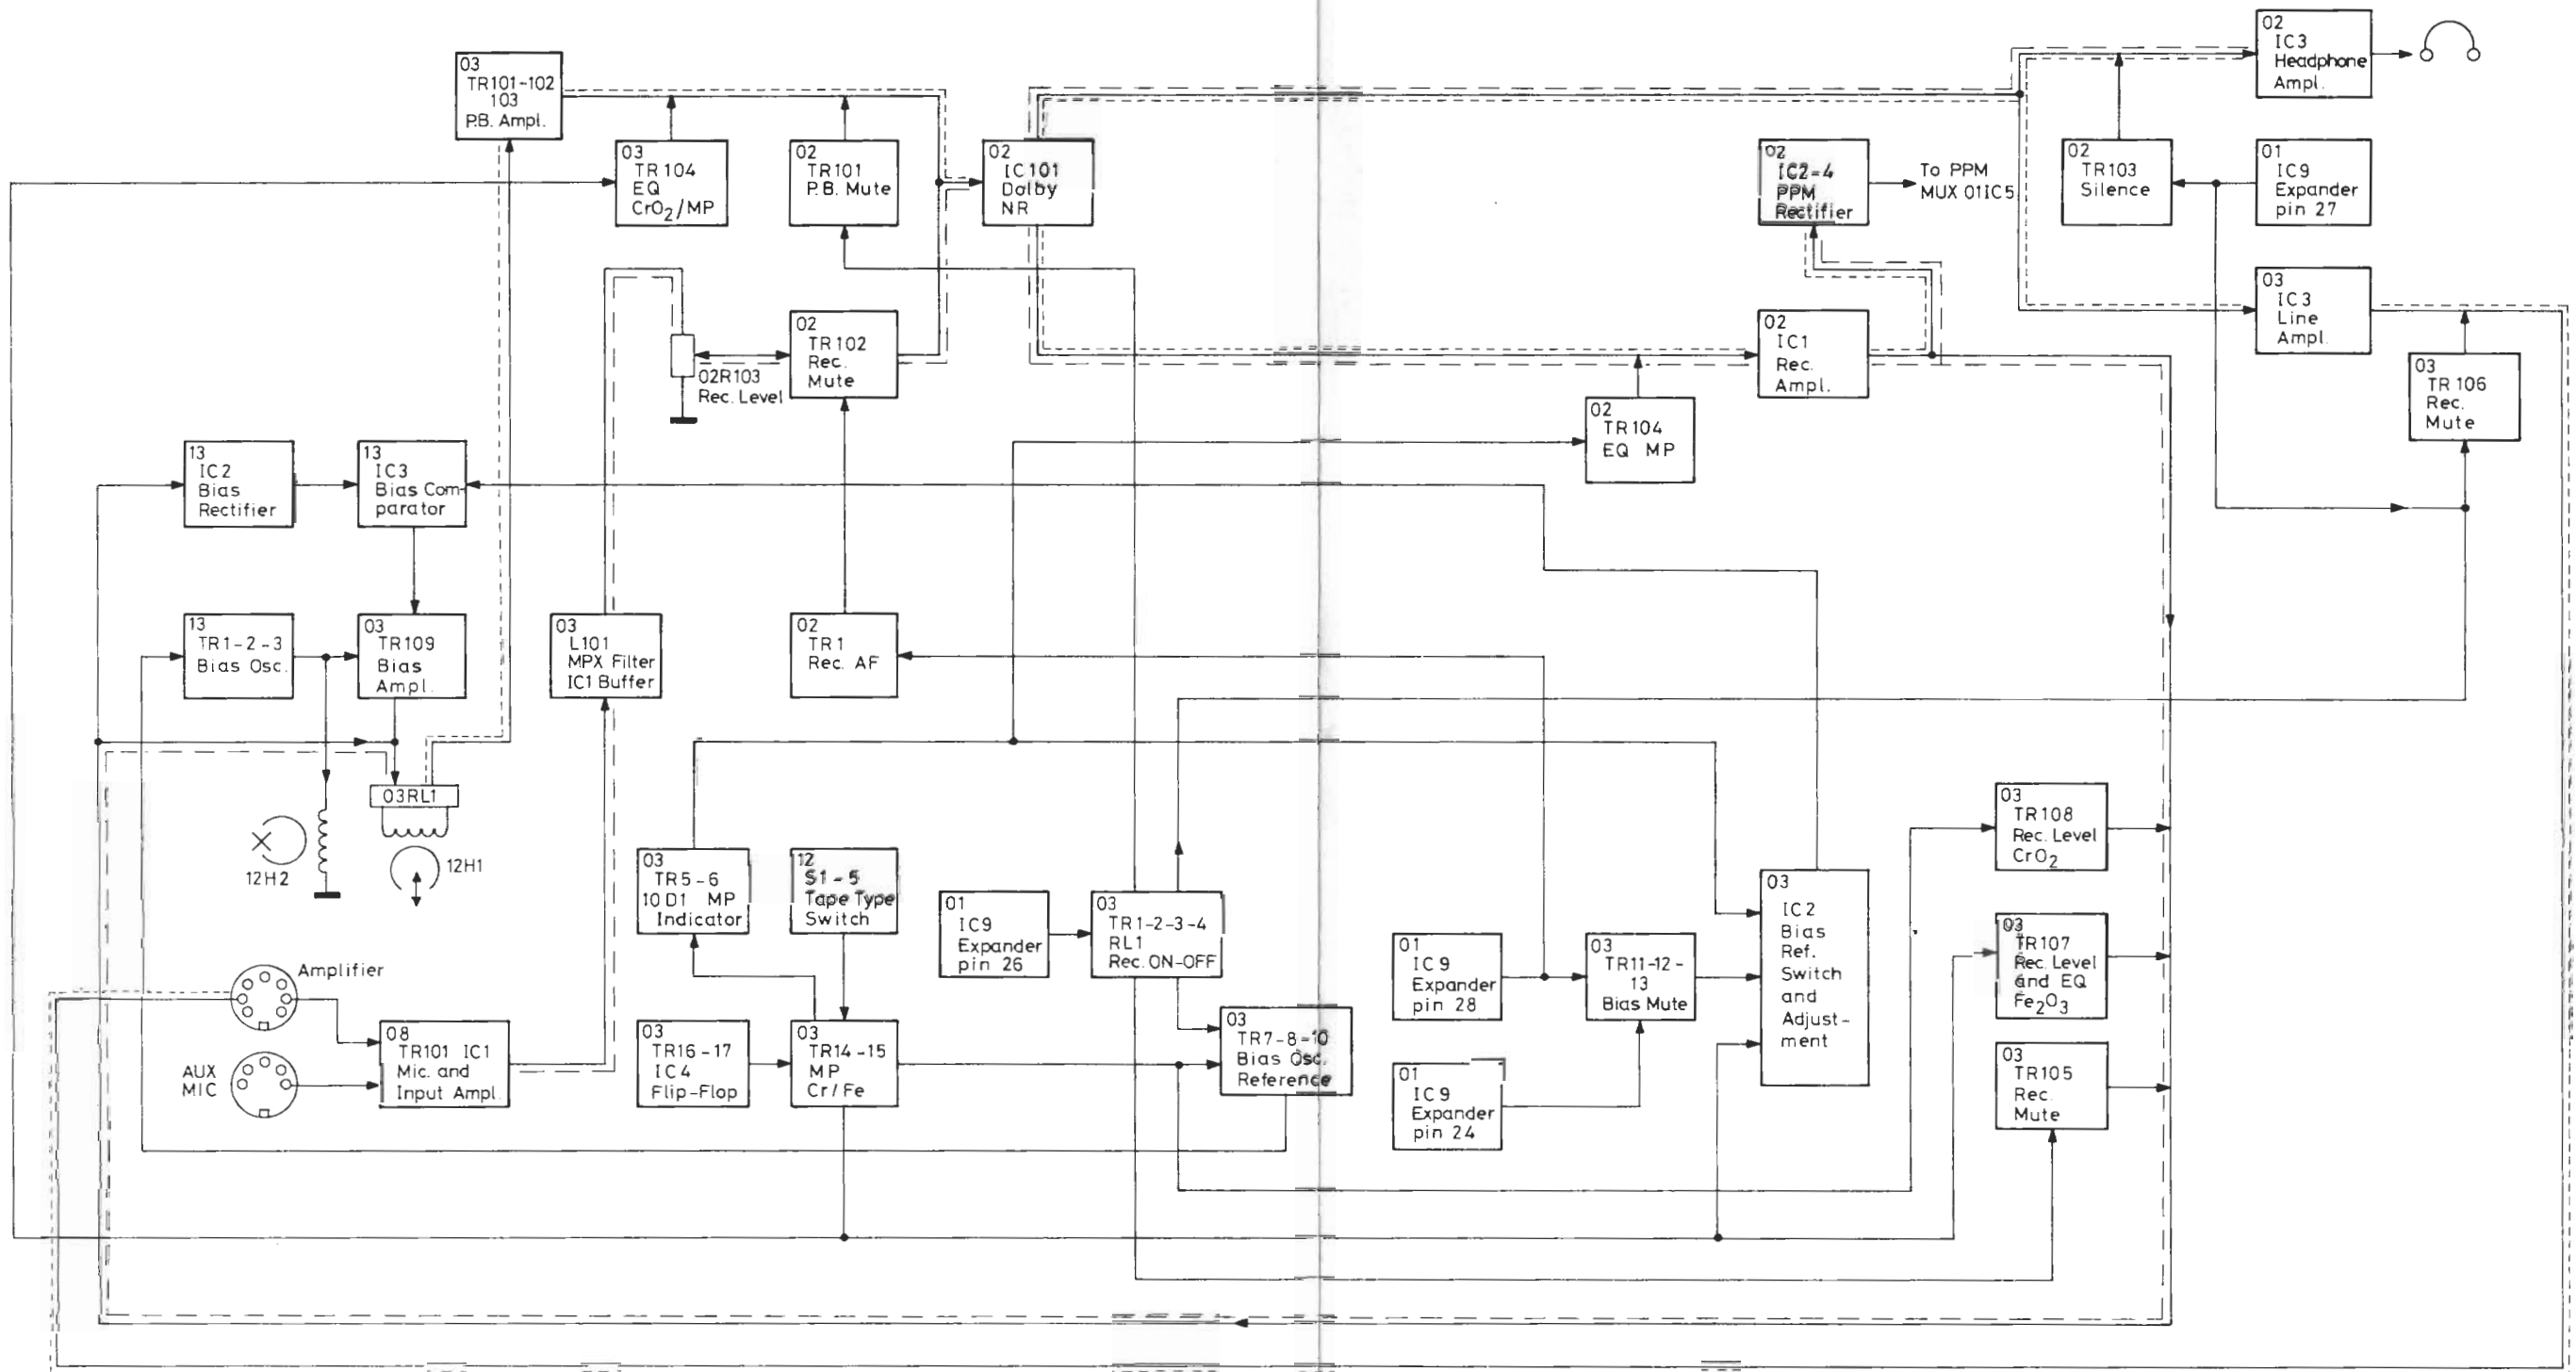 03
TR101-102
103
P.B. Ampl.
02
IC3
Headphone
Ampl.
03
TR104
EQ
CrO2/MP
02
TR101
P.B. Mute
02
IC101
Dolby
NR
02
IC2-4
PPM
Rectifier
To PPM
MUX 01IC5
02
TR103
Silence
01
IC9
Expander
pin 27
02
TR102
Rec.
Mute
02R103
Rec. Level
02
IC1
Rec.
Ampl.
03
IC3
Line
Ampl.
03
TR106
Rec.
Mute
02
TR104
EQ MP
13
IC2
Bias
Rectifier
13
IC3
Bias Com-
parator
13
TR1-2-3
Bias Osc.
03
TR109
Bias
Ampl.
03
L101
MPX Filter
IC1 Buffer
02
TR1
Rec. AF
03RL1
12H2
12H1
03
TR5-6
10D1 MP
Indicator
12
S1-5
Tape Type
Switch
01
IC9
Expander
pin 26
03
TR1-2-3-4
RL1
Rec. ON-OFF
01
IC9
Expander
pin 28
03
TR11-12-
13
Bias Mute
03
IC2
Bias
Ref.
Switch
and
Adjust-
ment
03
TR108
Rec. Level
CrO2
03
TR107
Rec. Level
and EQ
Fe2O3
Amplifier
AUX
MIC
08
TR101 IC1
Mic. and
Input Ampl.
03
TR16-17
IC4
Flip-Flop
03
TR14-15
MP
Cr/Fe
03
TR7-8-10
Bias Osc.
Reference
01
IC9
Expander
pin 24
03
TR105
Rec.
Mute